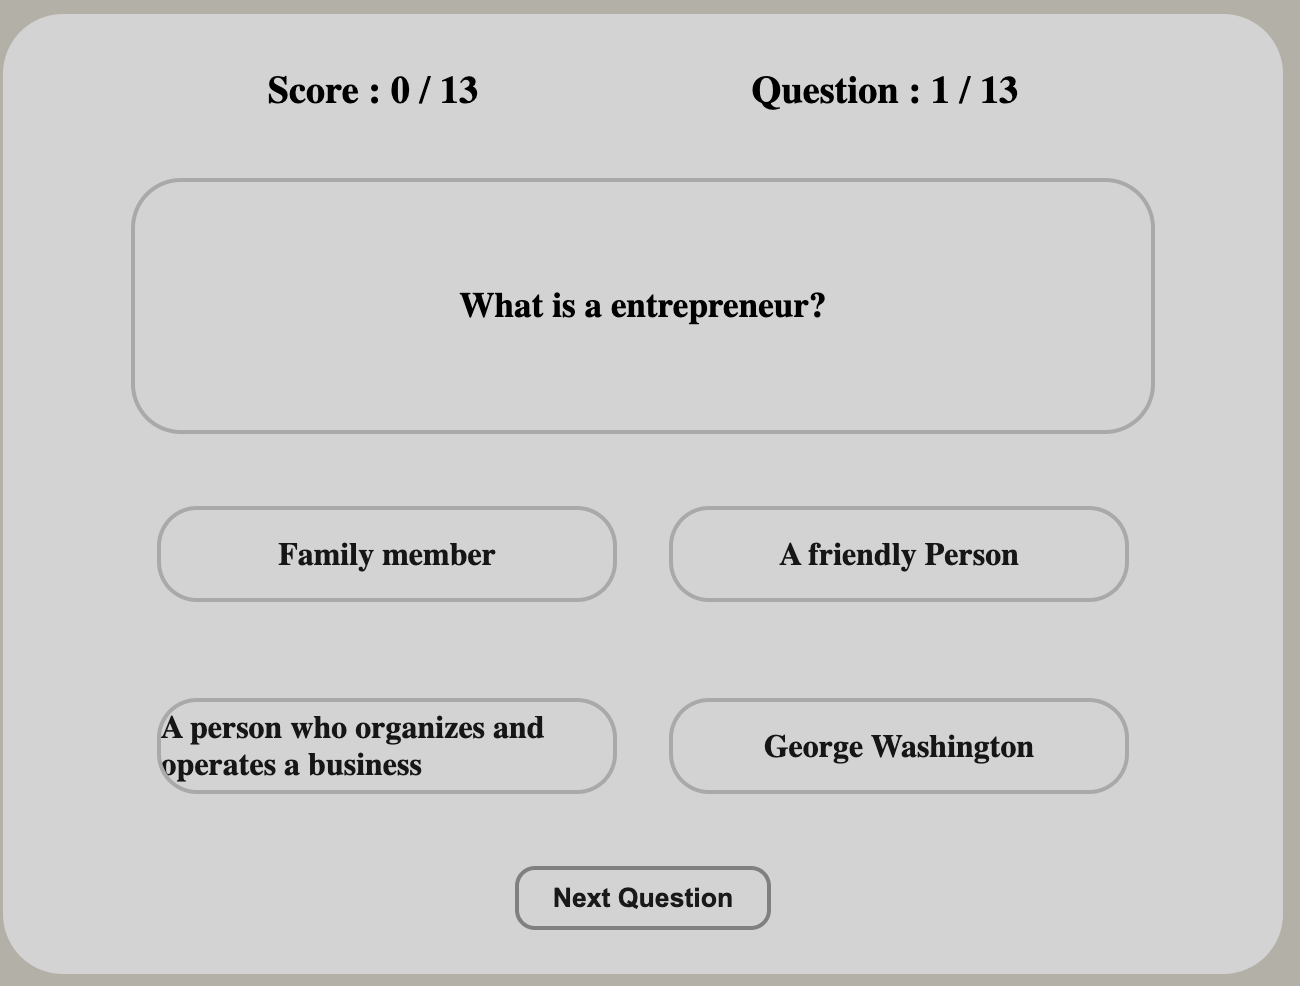 Score : 0 / 13
Question : 1 / 13
What is a entrepreneur?
Family member
A friendly Person
A person who organizes and
operates a business
George Washington
Next Question